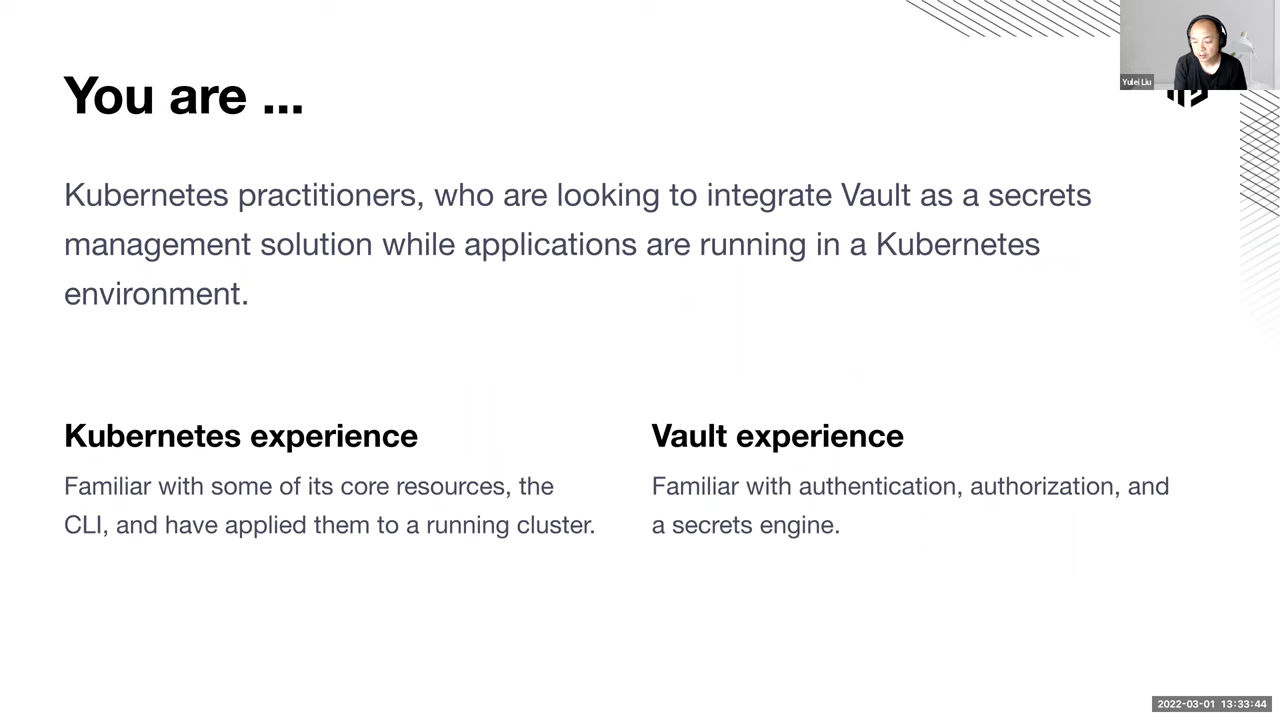 You are ...
Yulei Liu
Kubernetes practitioners, who are looking to integrate Vault as a secrets
management solution while applications are running in a Kubernetes
environment.
Kubernetes experience
Familiar with some of its core resources, the
CLI, and have applied them to a running cluster.
Vault experience
Familiar with authentication, authorization, and
a secrets engine.
2022-03-01 13:33:44